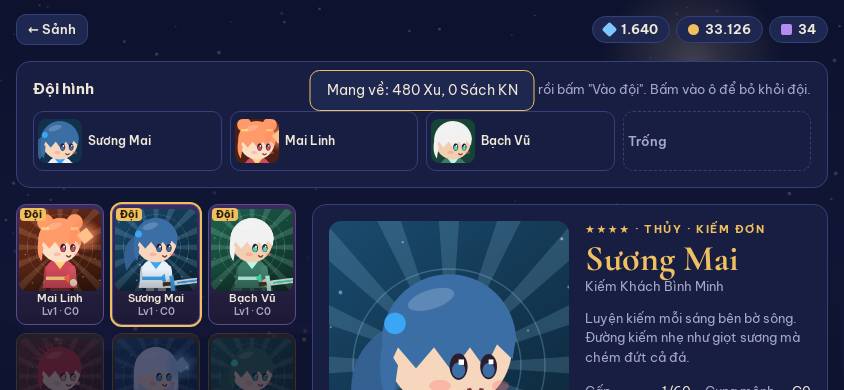 ← Sảnh
1.640
33.126
34
Đội hình
Mang về: 480 Xu, 0 Sách KN
rồi bấm "Vào đội". Bấm vào ô để bỏ khỏi đội.
Sương Mai
Mai Linh
Bạch Vũ
Trống
Đội
Mai Linh
Lv1 · C0
Đội
Sương Mai
Lv1 · C0
Đội
Bạch Vũ
Lv1 · C0
★★★★ · THỦY · KIẾM ĐƠN
Sương Mai
Kiếm Khách Bình Minh
Luyện kiếm mỗi sáng bên bờ sông.
Đường kiếm nhẹ như giọt sương mà
chém đứt cả đá.